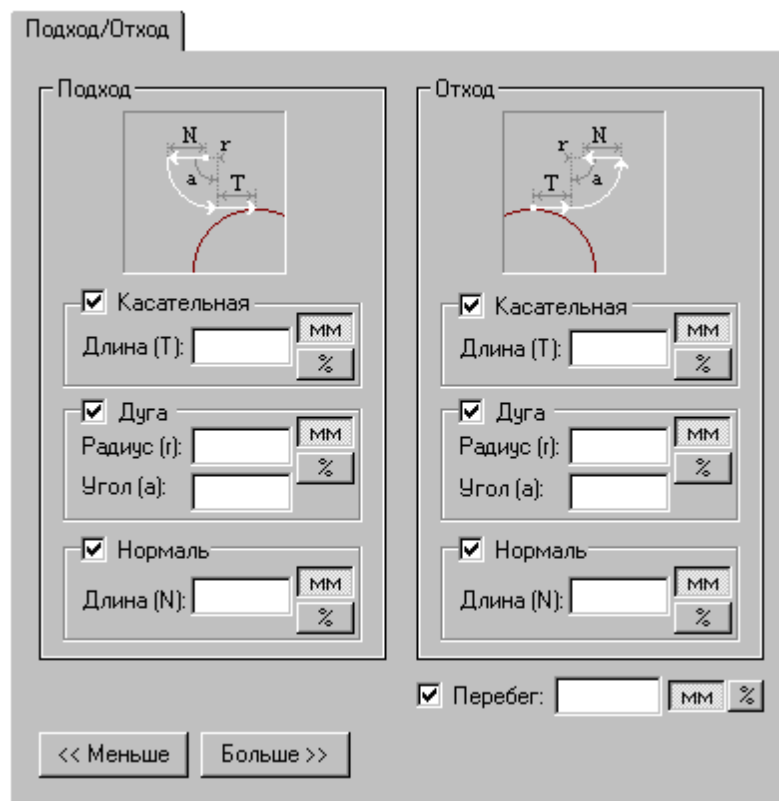 Подход/Отход
Подход
N
r
a
T
Касательная
Длина (T):
мм
%
Дуга
Радиус (r):
мм
%
Угол (a):
Нормаль
Длина (N):
мм
%
Отход
N
r
a
T
Касательная
Длина (T):
мм
%
Дуга
Радиус (r):
мм
%
Угол (a):
Нормаль
Длина (N):
мм
%
Перебег: мм %
<< Меньше Больше >>